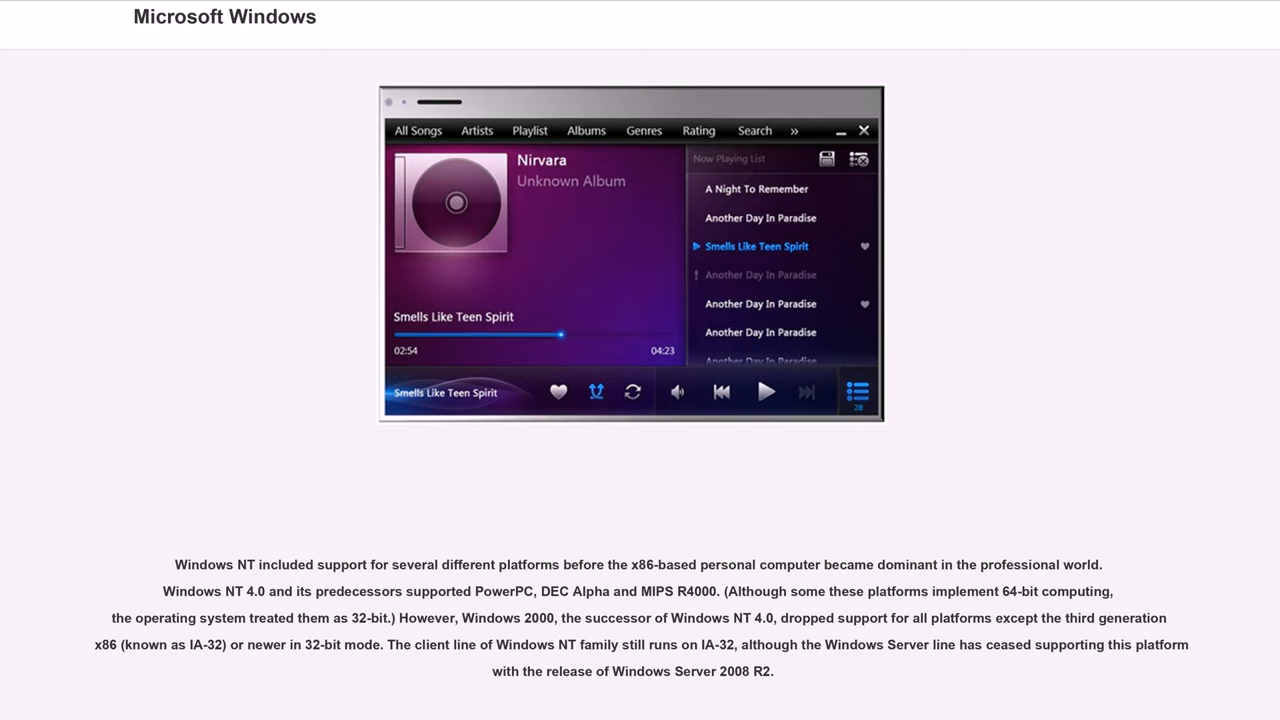 Microsoft Windows
All Songs Artists Playlist Albums Genres Rating Search »
Nirvara
Unknown Album
Now Playing List
A Night To Remember
Another Day In Paradise
Smells Like Teen Spirit
Another Day In Paradise
Another Day In Paradise
Another Day In Paradise
Another Day In Paradise
Smells Like Teen Spirit
02:54 04:23
Smells Like Teen Spirit
28
Windows NT included support for several different platforms before the x86-based personal computer became dominant in the professional world.
Windows NT 4.0 and its predecessors supported PowerPC, DEC Alpha and MIPS R4000. (Although some these platforms implement 64-bit computing,
the operating system treated them as 32-bit.) However, Windows 2000, the successor of Windows NT 4.0, dropped support for all platforms except the third generation
x86 (known as IA-32) or newer in 32-bit mode. The client line of Windows NT family still runs on IA-32, although the Windows Server line has ceased supporting this platform
with the release of Windows Server 2008 R2.